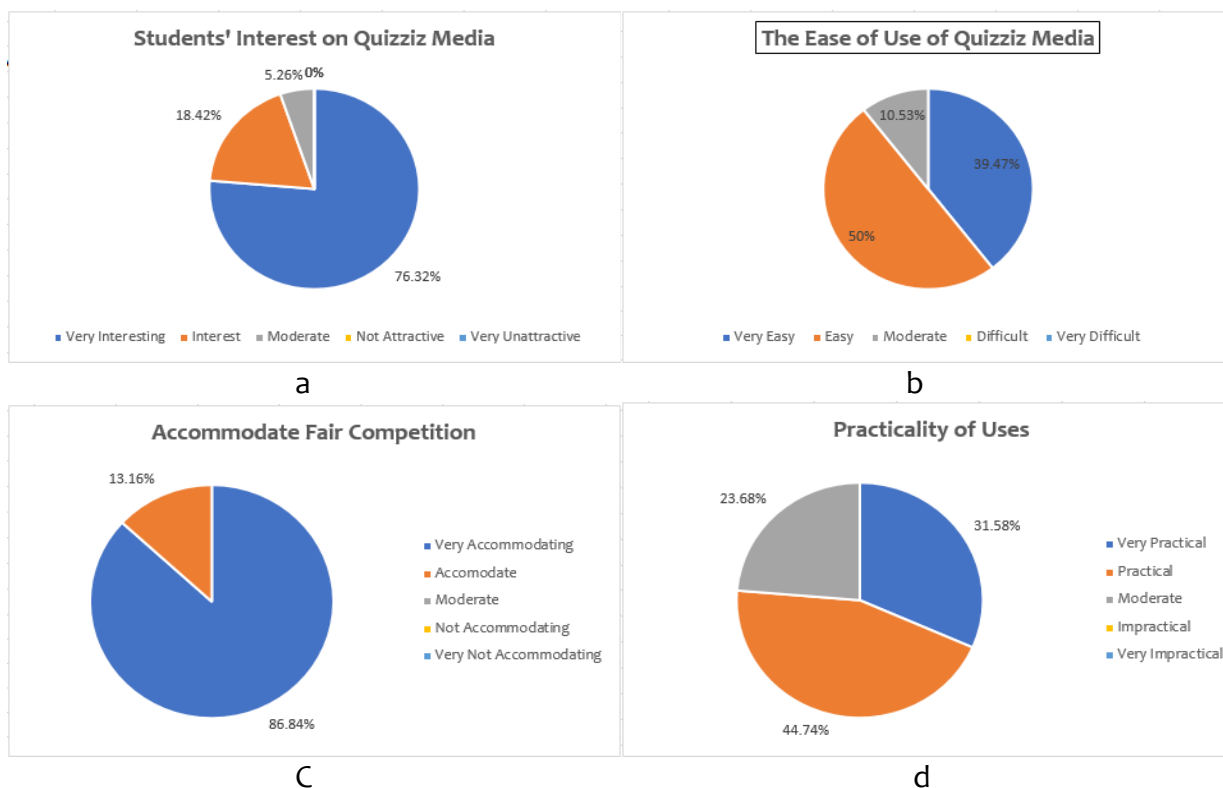 Students' Interest on Quizziz Media
5.26% 0%
18.42%
76.32%
Very Interesting Interest Moderate Not Attractive Very Unattractive
a
The Ease of Use of Quizziz Media
10.53%
39.47%
50%
Very Easy Easy Moderate Difficult Very Difficult
b
Accommodate Fair Competition
13.16%
86.84%
Very Accommodating
Accomodate
Moderate
Not Accommodating
Very Not Accommodating
C
Practicality of Uses
23.68%
31.58%
44.74%
Very Practical
Practical
Moderate
Impractical
Very Impractical
d